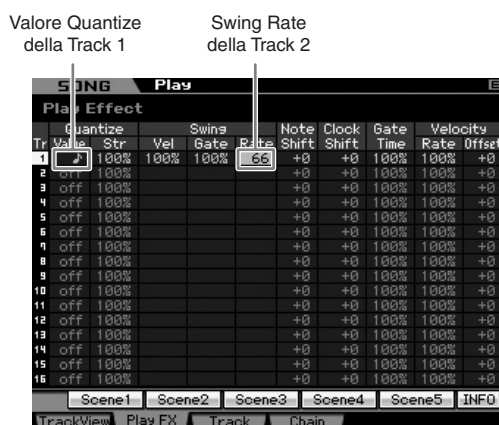 Valore Quantize
della Track 1
Swing Rate
della Track 2
SONG Play
Play Effect
Quantize Swing Note Clock Gate Velocity
Tr Value Str Vel Gate Rate Shift Shift Time Rate Offset
1 ♪ 100% 100% 100% 66 +0 +0 100% 100% +0
2 off 100% +0 +0 100% 100% +0
3 off 100% +0 +0 100% 100% +0
4 off 100% +0 +0 100% 100% +0
5 off 100% +0 +0 100% 100% +0
6 off 100% +0 +0 100% 100% +0
7 off 100% +0 +0 100% 100% +0
8 off 100% +0 +0 100% 100% +0
9 off 100% +0 +0 100% 100% +0
10 off 100% +0 +0 100% 100% +0
11 off 100% +0 +0 100% 100% +0
12 off 100% +0 +0 100% 100% +0
13 off 100% +0 +0 100% 100% +0
14 off 100% +0 +0 100% 100% +0
15 off 100% +0 +0 100% 100% +0
16 off 100% +0 +0 100% 100% +0
Scene1 Scene2 Scene3 Scene4 Scene5 INFO
TrackView Play FX Track Chain